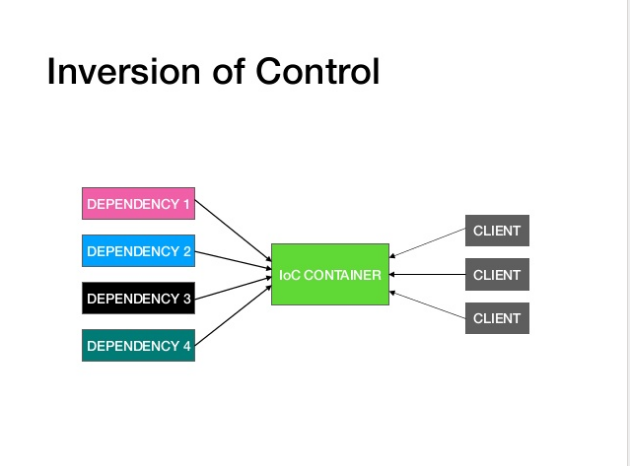 Inversion of Control
DEPENDENCY 1
DEPENDENCY 2
DEPENDENCY 3
DEPENDENCY 4
IoC CONTAINER
CLIENT
CLIENT
CLIENT